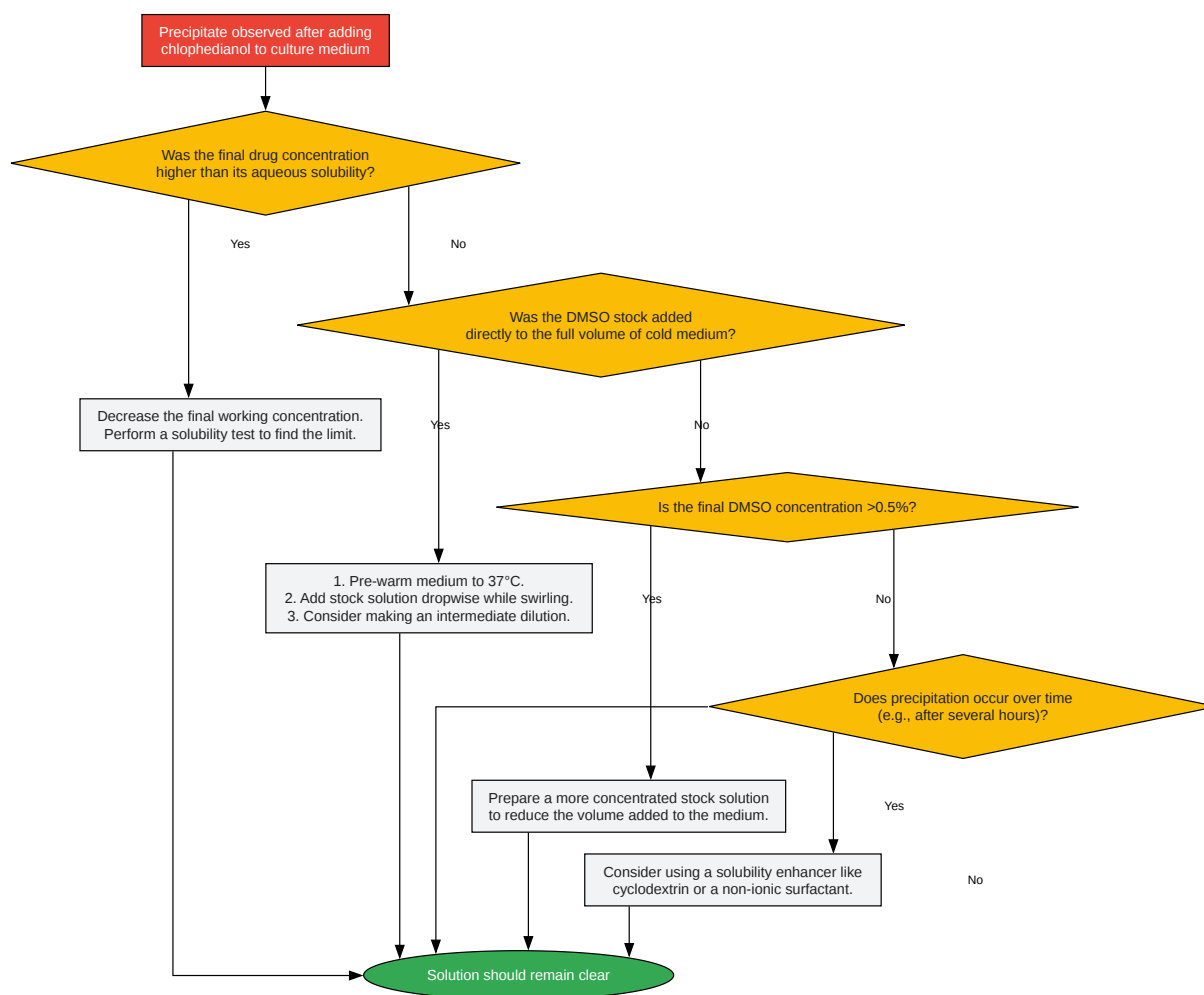 Precipitate observed after adding
chlophedianol to culture medium
Was the final drug concentration
higher than its aqueous solubility?
Yes
No
Was the DMSO stock added
directly to the full volume of cold medium?
Decrease the final working concentration.
Perform a solubility test to find the limit.
Yes
No
Is the final DMSO concentration >0.5%?
1. Pre-warm medium to 37°C.
2. Add stock solution dropwise while swirling.
3. Consider making an intermediate dilution.
Yes
No
Does precipitation occur over time
(e.g., after several hours)?
Prepare a more concentrated stock solution
to reduce the volume added to the medium.
Yes
Consider using a solubility enhancer like
cyclodextrin or a non-ionic surfactant.
No
Solution should remain clear